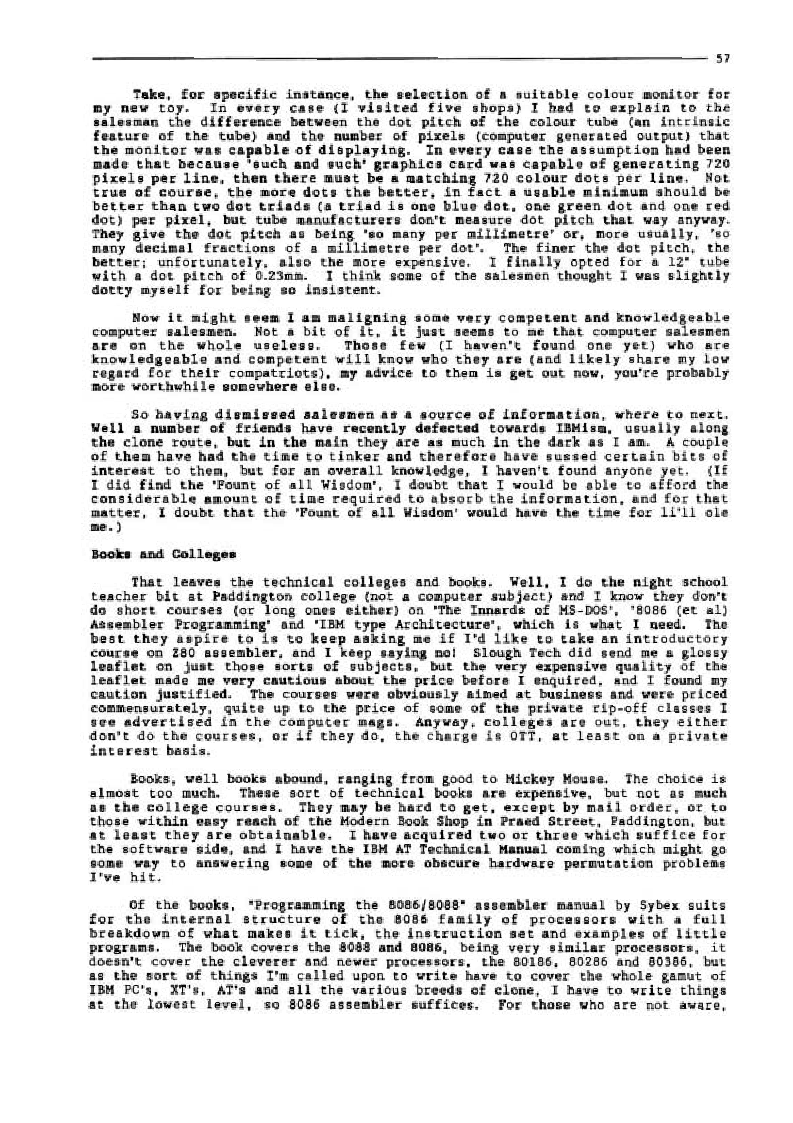 57
Take, for specific instance, the selection of a suitable colour monitor for
my new toy. In every case (I visited five shops) I had to explain to the
salesman the difference between the dot pitch of the colour tube (an intrinsic
feature of the tube) and the number of pixels (computer generated output) that
the monitor was capable of displaying. In every case the assumption had been
made that because 'such and such' graphics card was capable of generating 720
pixels per line, then there must be a matching 720 colour dots per line. Not
true of course, the more dots the better, in fact a usable minimum should be
better than two dot triads (a triad is one blue dot, one green dot and one red
dot) per pixel, but tube manufacturers don't measure dot pitch that way anyway.
They give the dot pitch as being 'so many per millimetre' or, more usually, 'so
many decimal fractions of a millimetre per dot'. The finer the dot pitch, the
better; unfortunately, also the more expensive. I finally opted for a 12" tube
with a dot pitch of 0.23mm. I think some of the salesmen thought I was slightly
dotty myself for being so insistent.
Now it might seem I am maligning some very competent and knowledgeable
computer salesmen. Not a bit of it, it just seems to me that computer salesmen
are on the whole useless. Those few (I haven't found one yet) who are
knowledgeable and competent will know who they are (and likely share my low
regard for their compatriots), my advice to them is get out now, you're probably
more worthwhile somewhere else.
So having dismissed salesmen as a source of information, where to next.
Well a number of friends have recently defected towards IBMism, usually along
the clone route, but in the main they are as much in the dark as I am. A couple
of them have had the time to tinker and therefore have sussed certain bits of
interest to them, but for an overall knowledge, I haven't found anyone yet. (If
I did find the 'Fount of all Wisdom', I doubt that I would be able to afford the
considerable amount of time required to absorb the information, and for that
matter, I doubt that the 'Fount of all Wisdom' would have the time for li'll ole
me.)
Books and Colleges
That leaves the technical colleges and books. Well, I do the night school
teacher bit at Paddington college (not a computer subject) and I know they don't
do short courses (or long ones either) on 'The Innards of MS-DOS', '8086 (et al)
Assembler Programming' and 'IBM type Architecture', which is what I need. The
best they aspire to is to keep asking me if I'd like to take an introductory
course on Z80 assembler, and I keep saying no! Slough Tech did send me a glossy
leaflet on just those sorts of subjects, but the very expensive quality of the
leaflet made me very cautious about the price before I enquired, and I found my
caution justified. The courses were obviously aimed at business and were priced
commensurately, quite up to the price of some of the private rip-off classes I
see advertised in the computer mags. Anyway, colleges are out, they either
don't do the courses, or if they do, the charge is OTT, at least on a private
interest basis.
Books, well books abound, ranging from good to Mickey Mouse. The choice is
almost too much. These sort of technical books are expensive, but not as much
as the college courses. They may be hard to get, except by mail order, or to
those within easy reach of the Modern Book Shop in Praed Street, Paddington, but
at least they are obtainable. I have acquired two or three which suffice for
the software side, and I have the IBM AT Technical Manual coming which might go
some way to answering some of the more obscure hardware permutation problems
I've hit.
Of the books, "Programming the 8086/8088" assembler manual by Sybex suits
for the internal structure of the 8086 family of processors with a full
breakdown of what makes it tick, the instruction set and examples of little
programs. The book covers the 8088 and 8086, being very similar processors, it
doesn't cover the cleverer and newer processors, the 80186, 80286 and 80386, but
as the sort of things I'm called upon to write have to cover the whole gamut of
IBM PC's, XT's, AT's and all the various breeds of clone, I have to write things
at the lowest level, so 8086 assembler suffices. For those who are not aware,